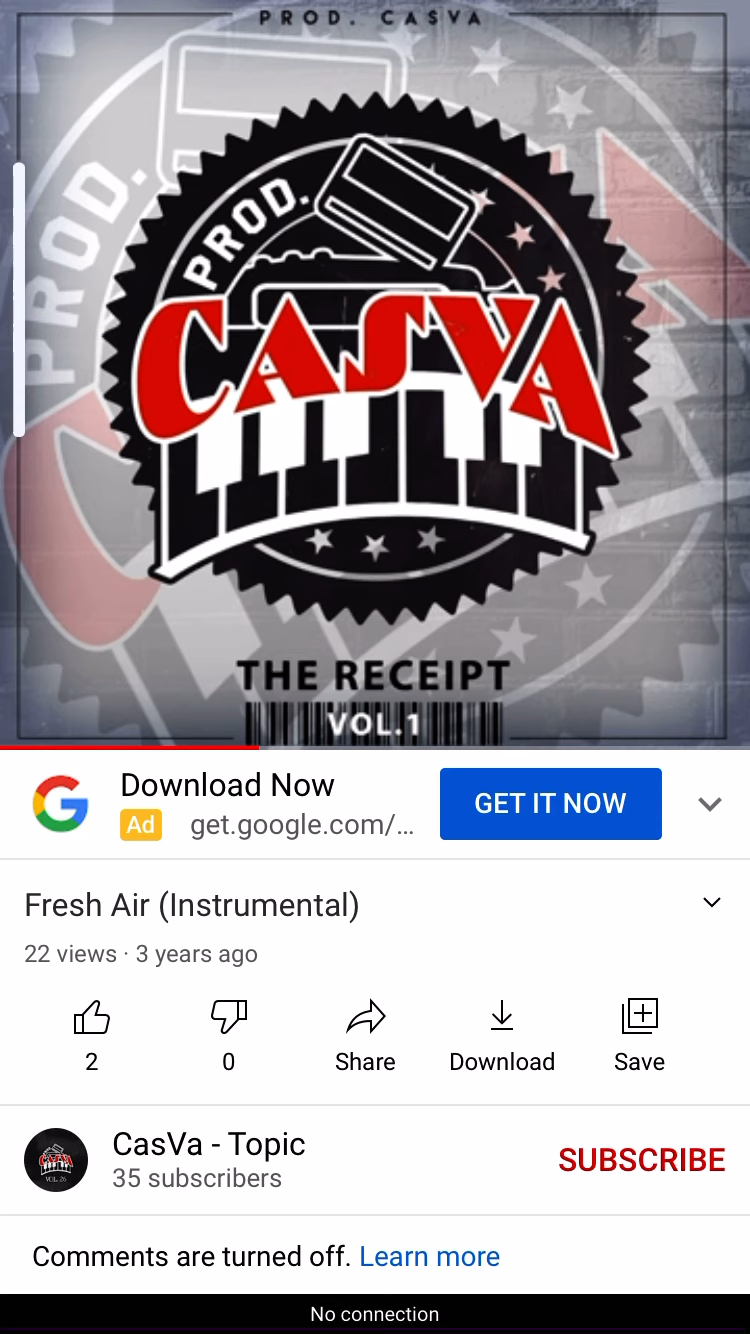 PROD. CASVA
PROD.
PROD.
CASVA
THE RECEIPT
VOL.1
Download Now
GET IT NOW
Ad get.google.com/...
Fresh Air (Instrumental)
22 views · 3 years ago
2
0
Share
Download
Save
CasVa - Topic
SUBSCRIBE
35 subscribers
Comments are turned off. Learn more
No connection